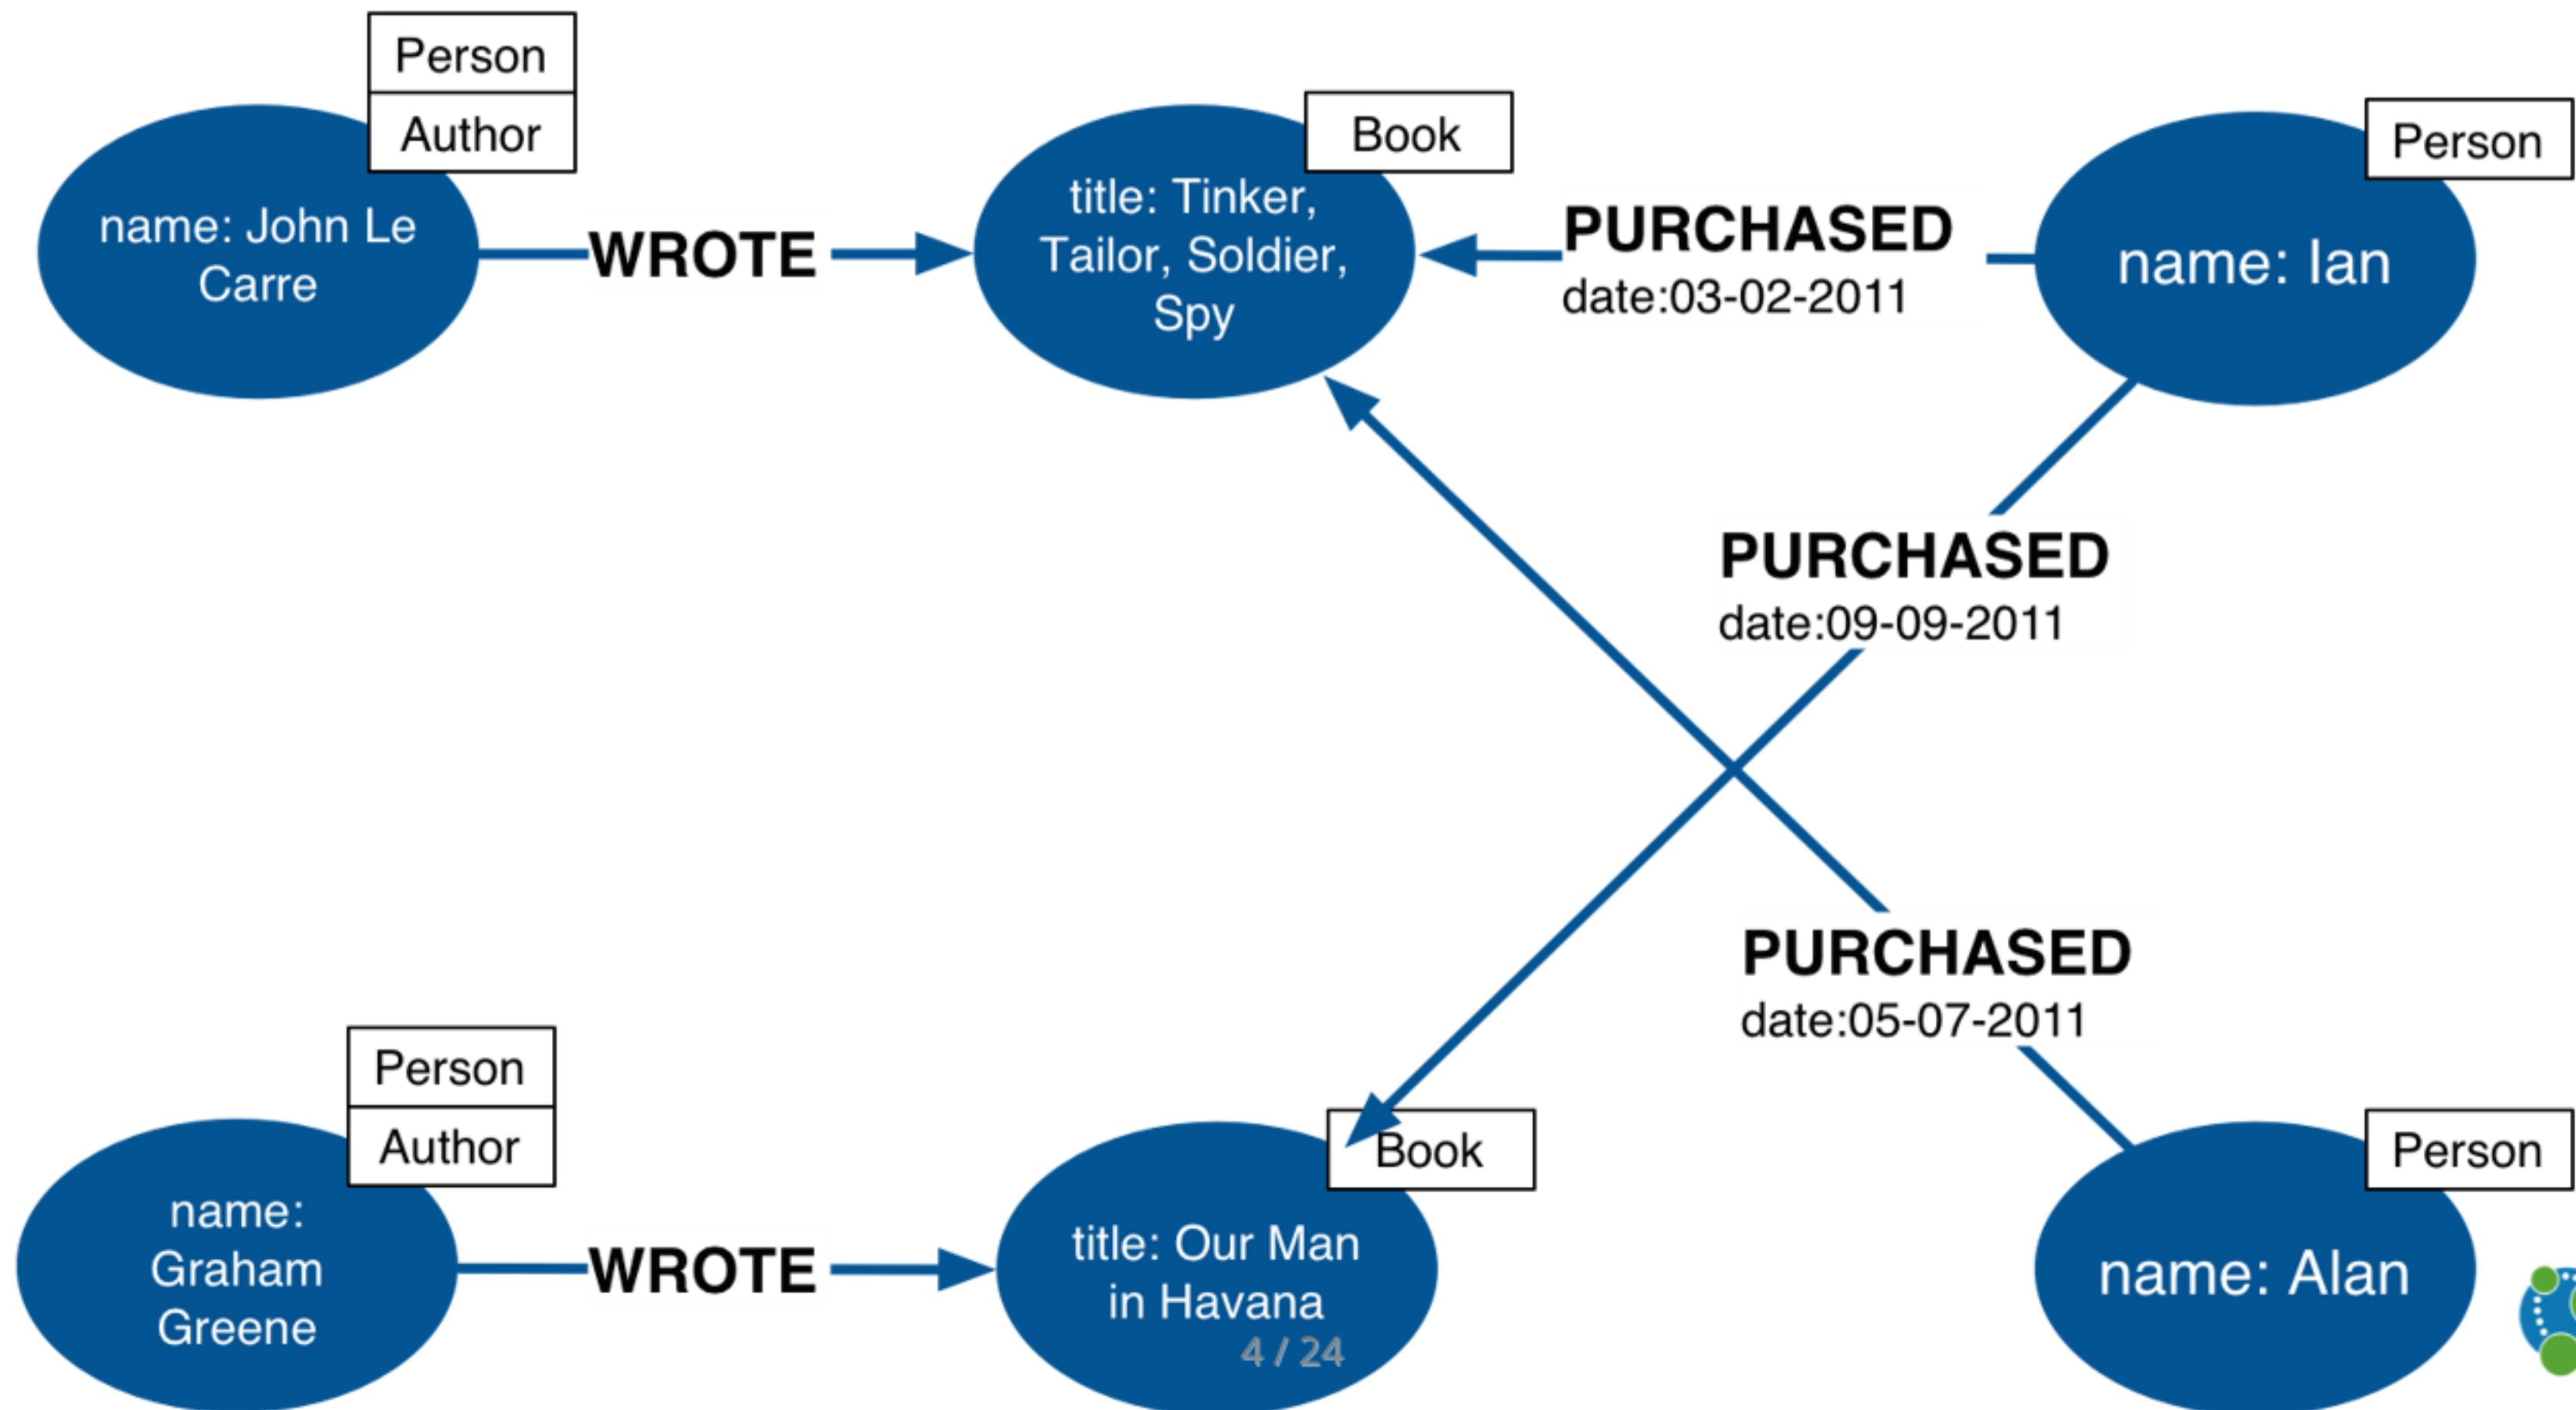 Person
Author
name: John Le
Carre
WROTE
Book
title: Tinker,
Tailor, Soldier,
Spy
PURCHASED
date:03-02-2011
Person
name: Ian
PURCHASED
date:09-09-2011
PURCHASED
date:05-07-2011
Person
Author
name:
Graham
Greene
WROTE
Book
title: Our Man
in Havana
4 / 24
Person
name: Alan